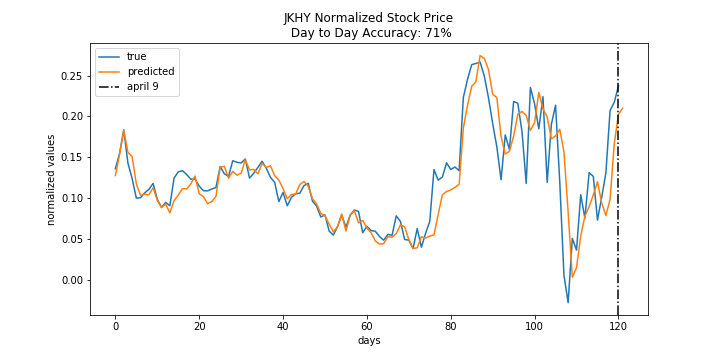 JKHY Normalized Stock Price
Day to Day Accuracy: 71%
true
predicted
april 9
normalized values
0.25
0.20
0.15
0.10
0.05
0.00
0
20
40
60
80
100
120
days